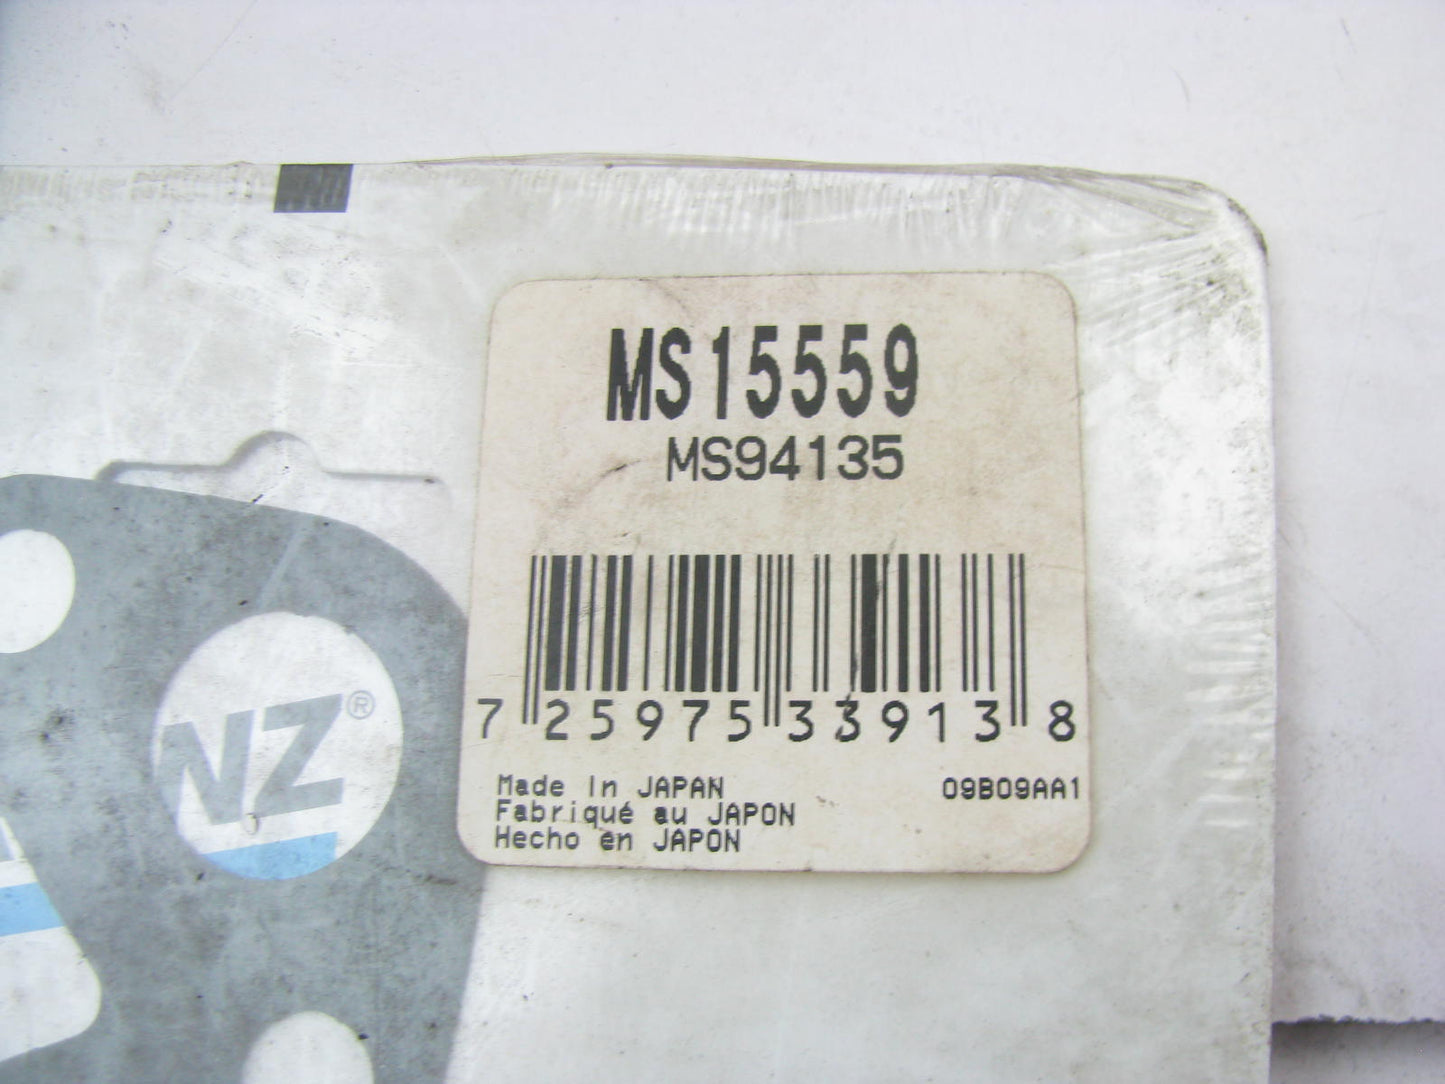 MS15559
MS94135
7 25975 33913 8
Made In JAPAN
09B09AA1
Fabriqué au JAPON
Hecho en JAPON
NZ®